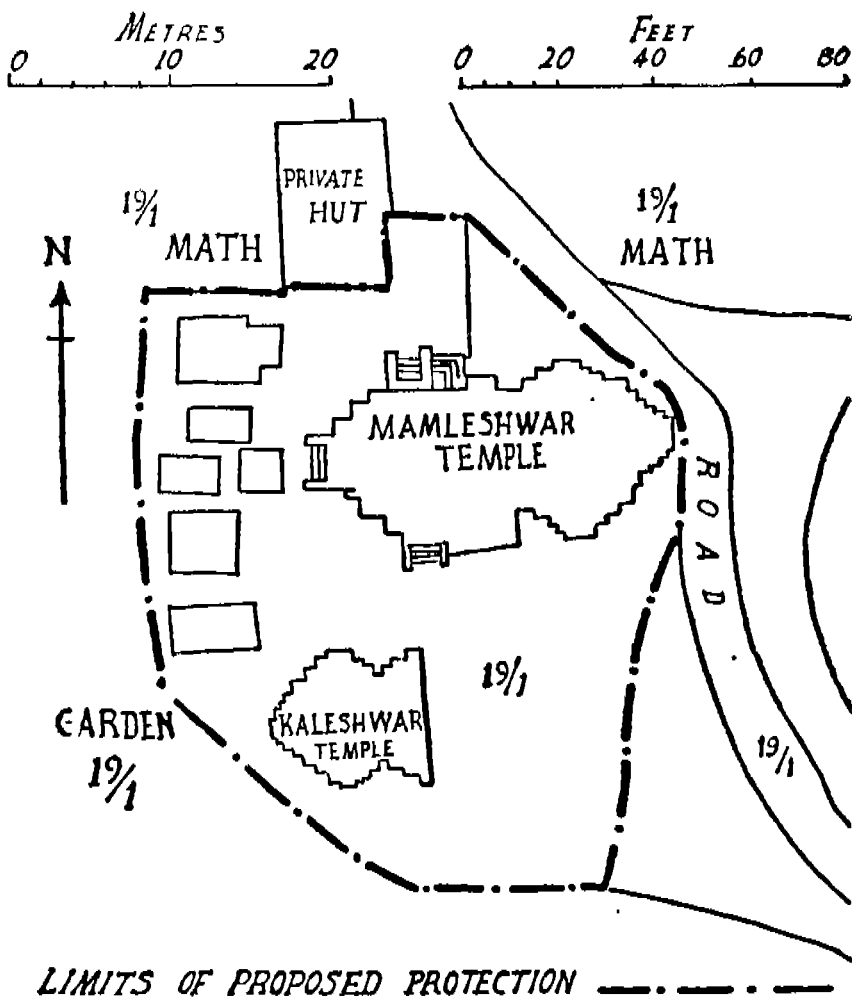 METRES FEET
0 10 20 0 20 40 60 80
PRIVATE
HUT
19/1
19/1
N
MATH
MATH
MAMLESHWAR
TEMPLE
ROAD
19/1
GARDEN
19/1
KALESHWAR
TEMPLE
19/1
LIMITS OF PROPOSED PROTECTION